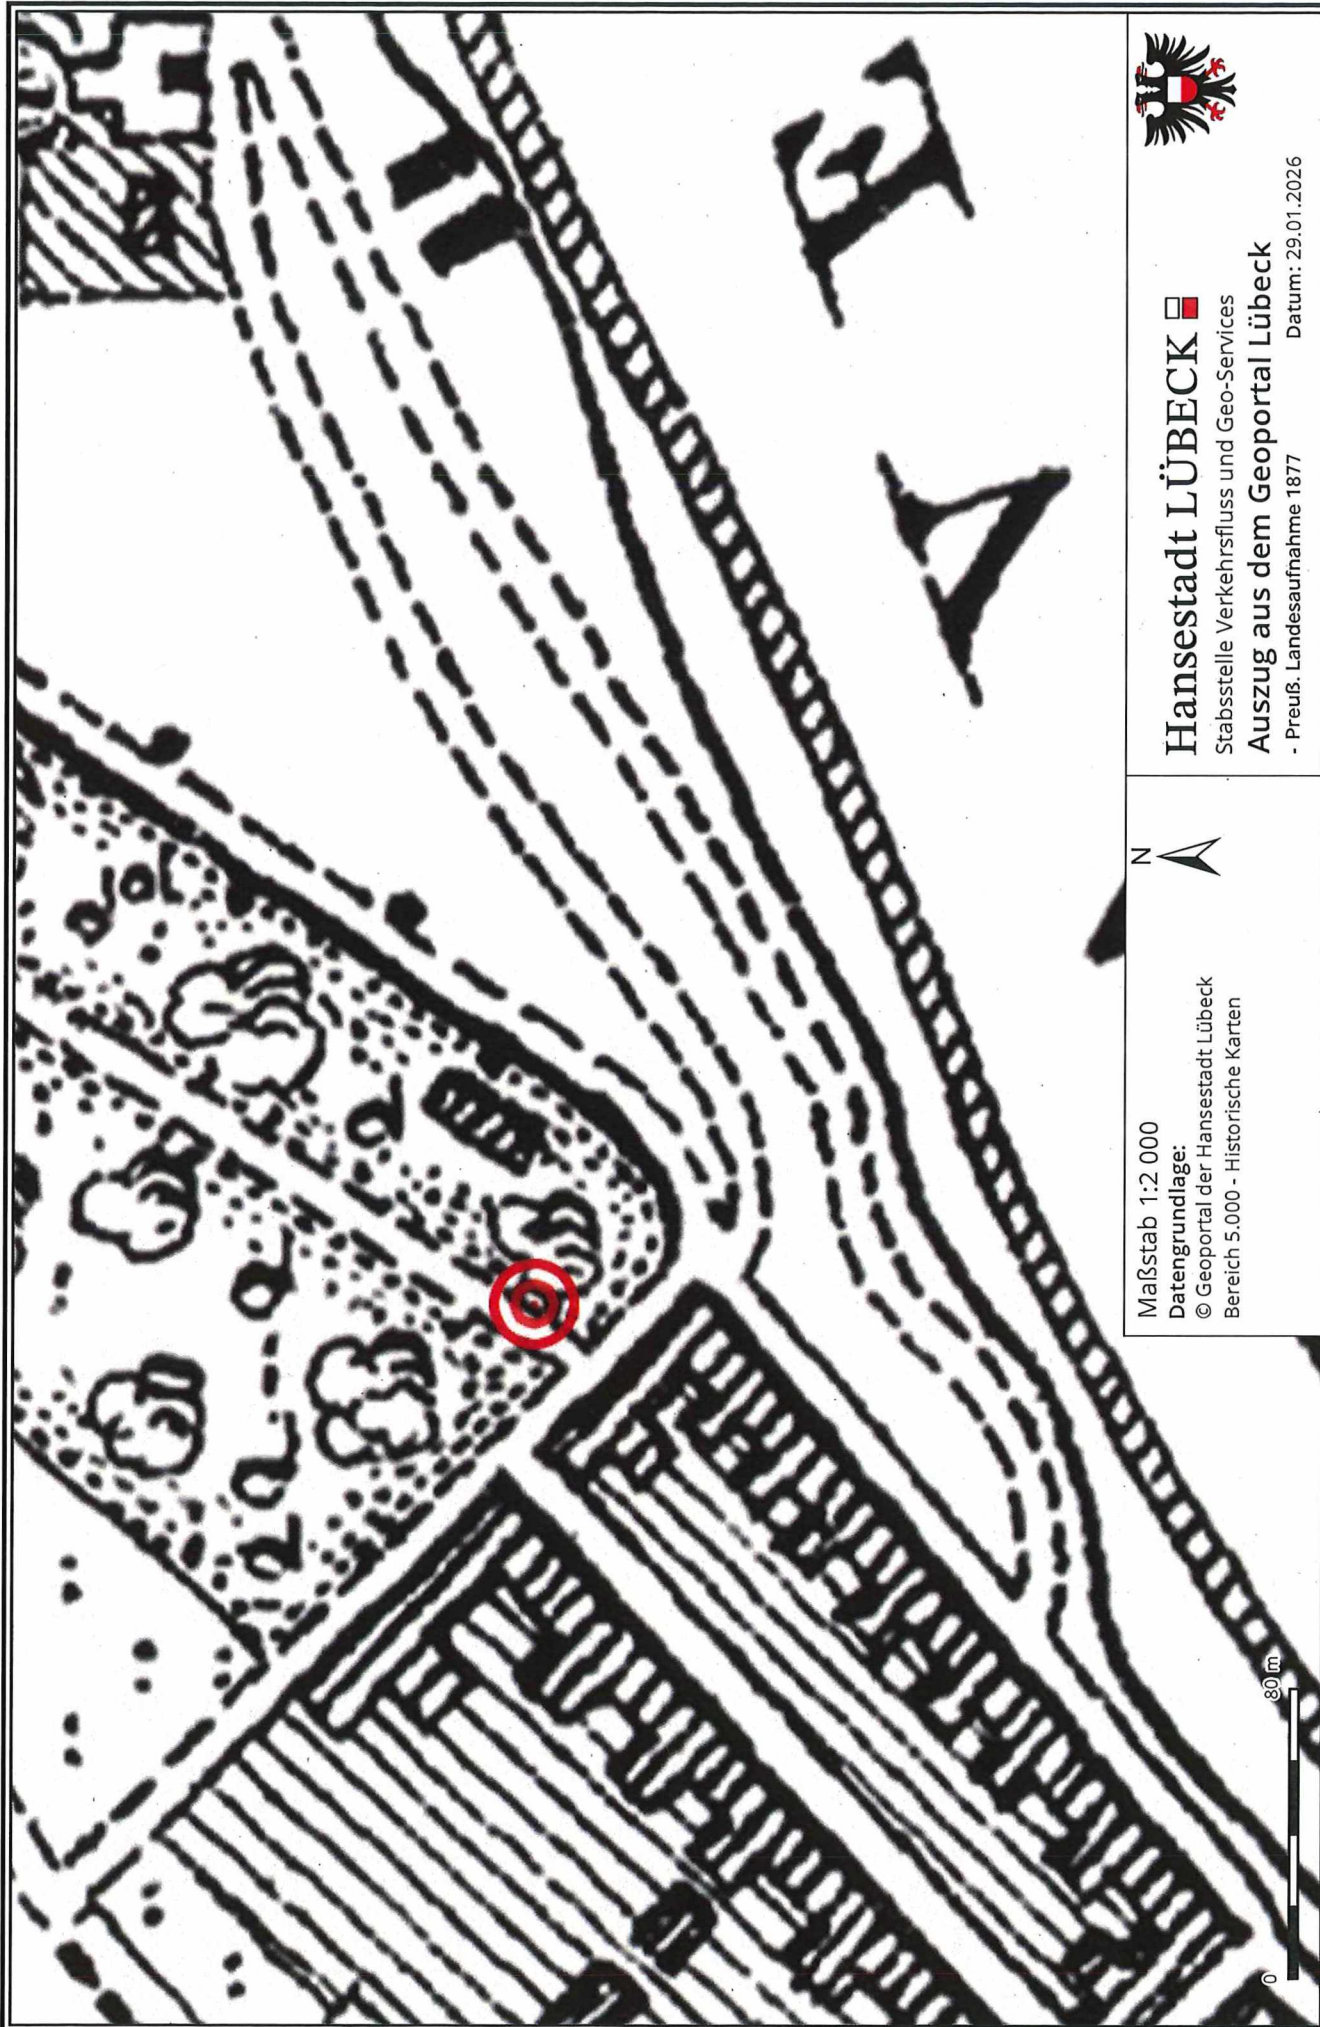 T
R
A
V
E
Maßstab 1:2 000
Datengrundlage:
© Geoportal der Hansestadt Lübeck
Bereich 5.000 - Historische Karten
N
Hansestadt LÜBECK
Stabsstelle Verkehrsfluss und Geo-Services
Auszug aus dem Geoportal Lübeck
- Preuß. Landesaufnahme 1877 Datum: 29.01.2026
0 80 m